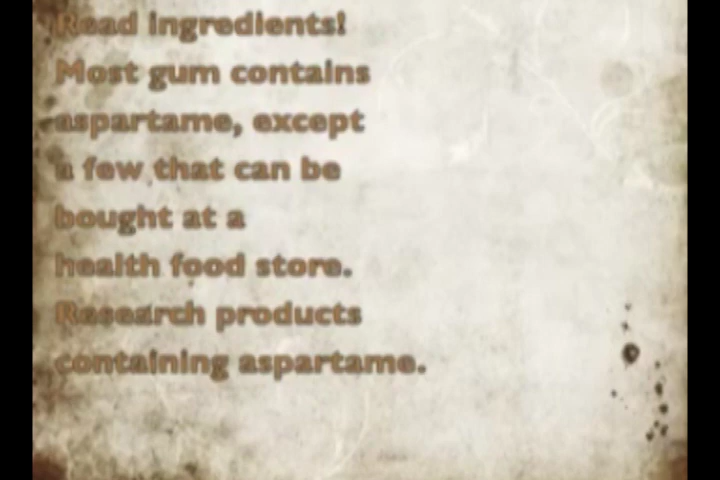 Read ingredients!
Most gum contains
aspartame, except
a few that can be
bought at a
health food store.
Research products
containing aspartame.